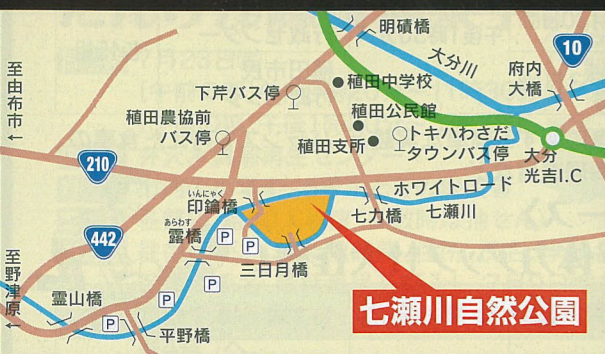 明磧橋
大分川
10
府内
大橋
至由布市↑
下芹バス停
●稙田中学校
稙田農協前
バス停
稙田公民館
●
稙田支所●
トキハわさだ
タウンバス停
大分
光吉I.C
210
いんにゃく
印鑰橋
ホワイトロード
七瀬川
七力橋
442
あらわす
露橋
P
P
三日月橋
至野津原↑
霊山橋
P
P
P
平野橋
七瀬川自然公園